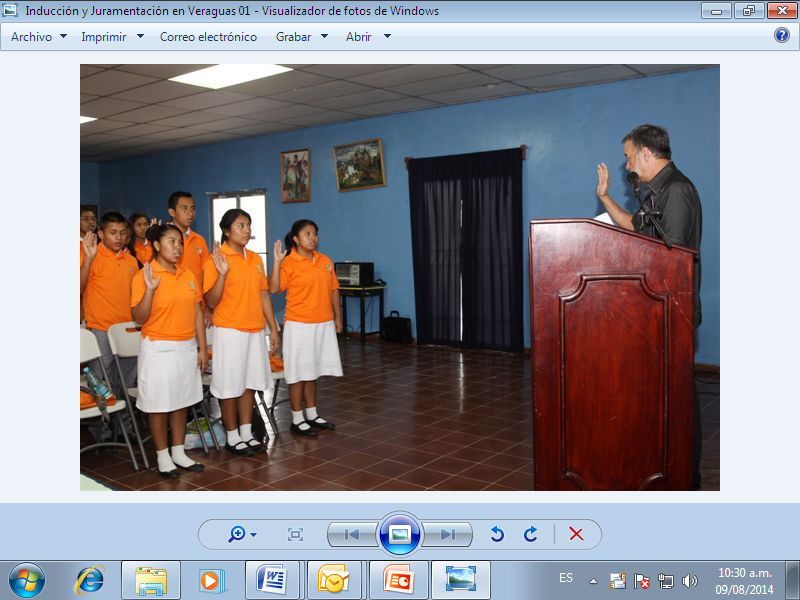 Inducción y Juramentación en Veraguas 01 - Visualizador de fotos de Windows
Archivo Imprimir Correo electrónico Grabar Abrir
ES
10:30 a.m.
09/08/2014